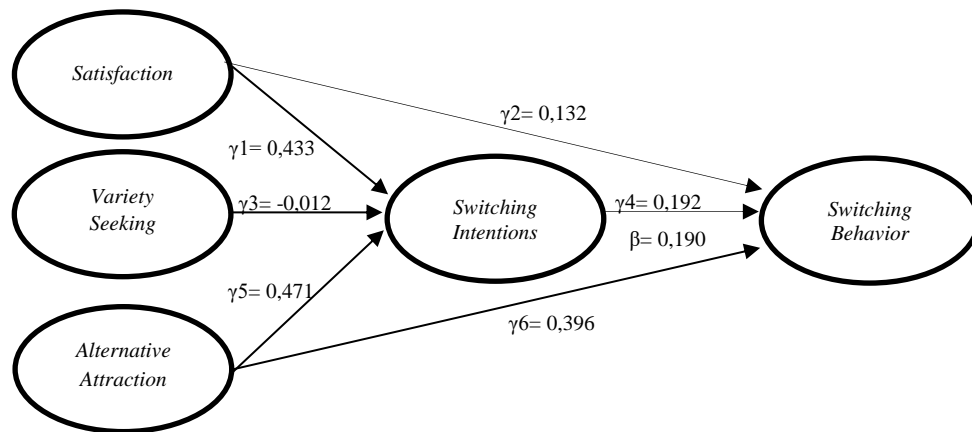 Satisfaction
γ2= 0,132
γ1= 0,433
Variety
Seeking
γ3= -0,012
Switching
Intentions
γ4= 0,192
β= 0,190
Switching
Behavior
γ5= 0,471
γ6= 0,396
Alternative
Attraction